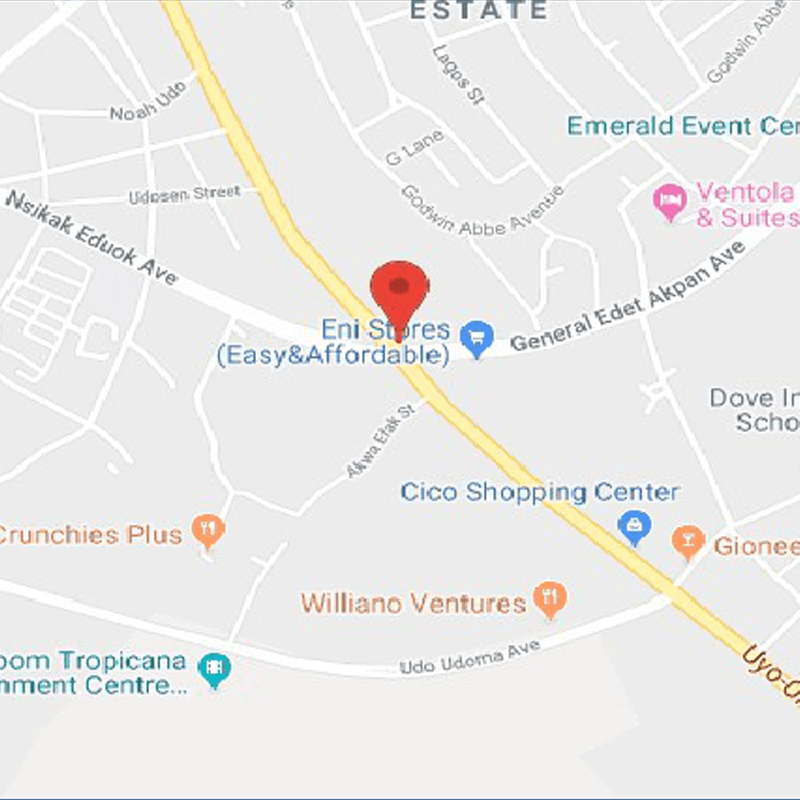 ESTATE
Godwin Abbe
Lagos St
Noah Udo
Emerald Event Cer
G Lane
Udosen Street
Ventola
& Suites
Godwin Abbe Avenue
Nsikak Eduok Ave
General Edet Akpan Ave
Eni Stores
(Easy&Affordable)
Dove In
Scho
Akwa Efak St
Cico Shopping Center
Crunchies Plus
Gionee
Williano Ventures
Udo Udoma Ave
oom Tropicana
nment Centre...
Uyo-O